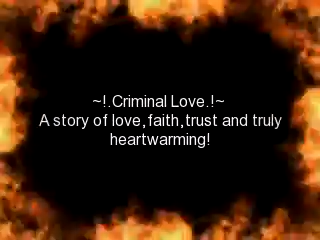 ~!.Criminal Love.!~
A story of love,faith,trust and truly
heartwarming!